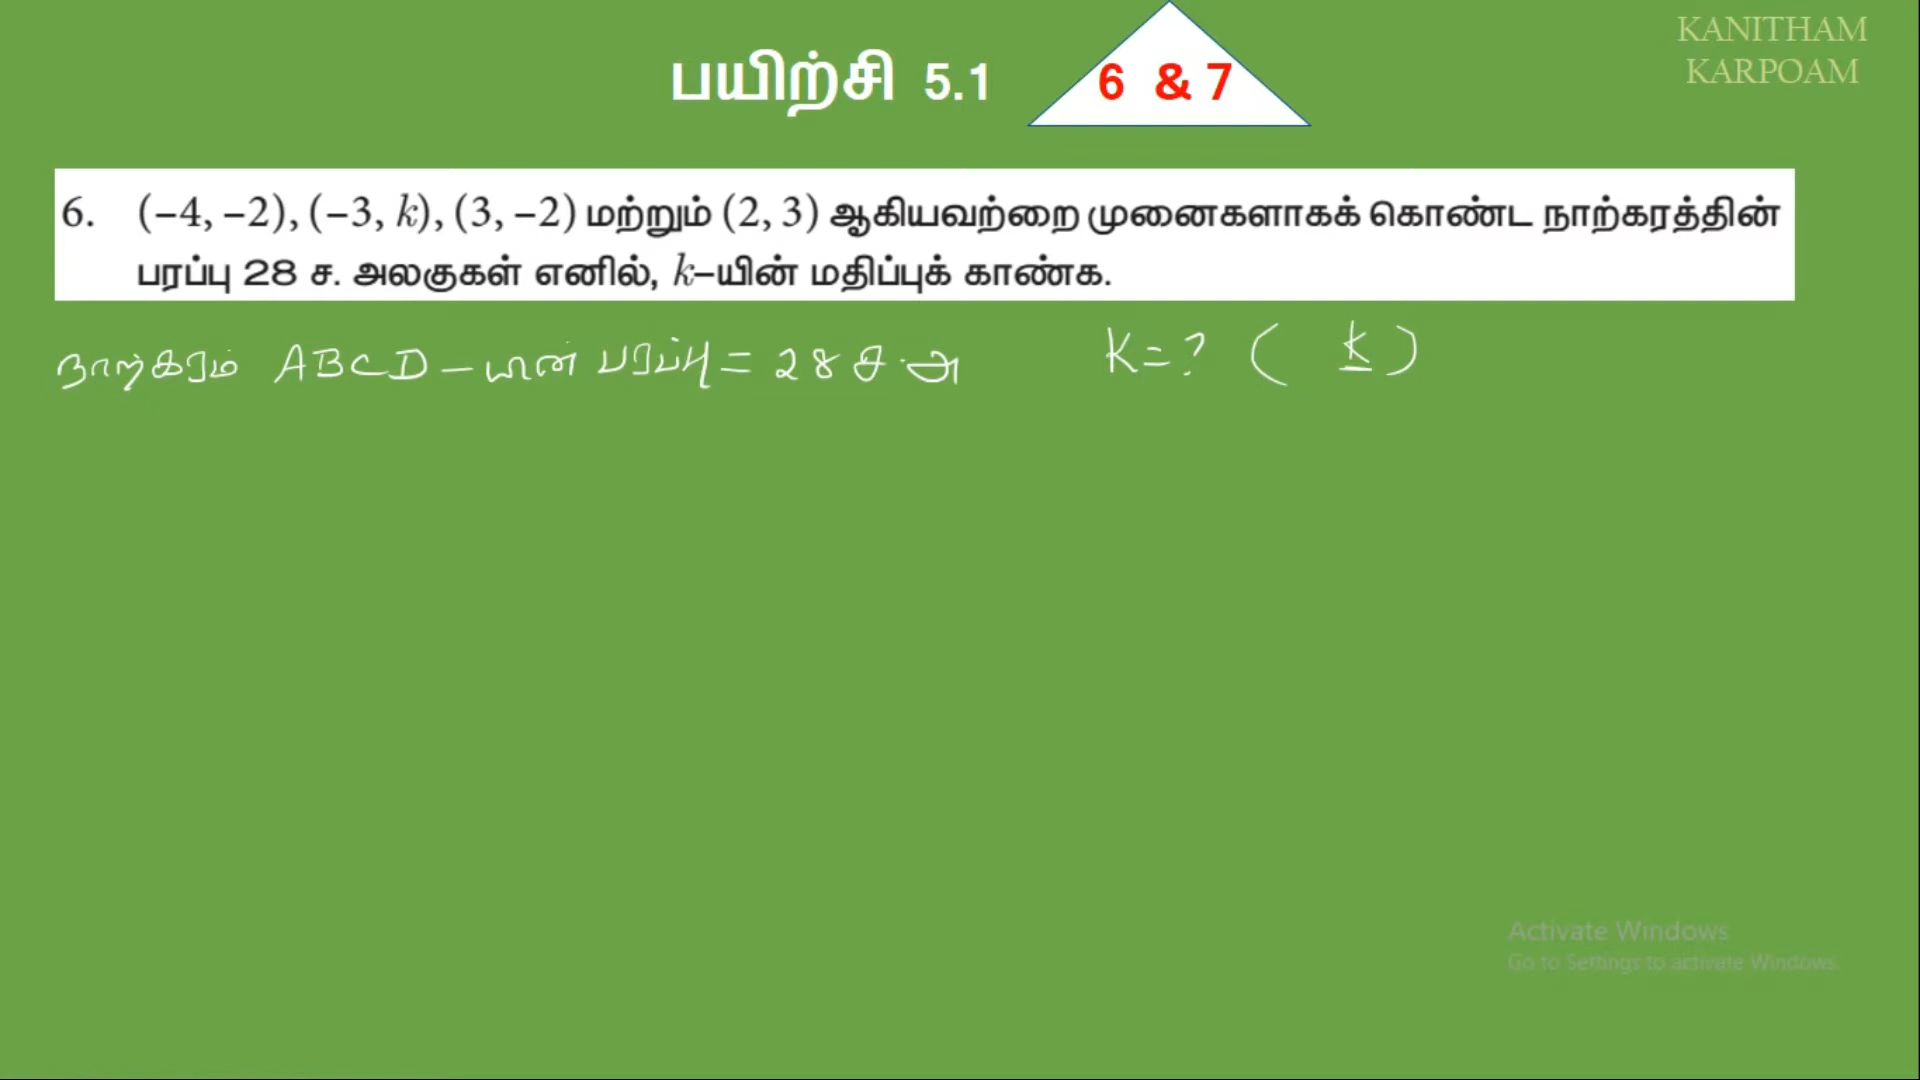 KANITHAM
KARPOAM
பயிற்சி 5.1 6 & 7
6. (–4, –2), (–3, k), (3, –2) மற்றும் (2, 3) ஆகியவற்றை முனைகளாகக் கொண்ட நாற்கரத்தின்
பரப்பு 28 ச. அலகுகள் எனில், k–யின் மதிப்புக் காண்க.
நாற்கரம் ABCD – யின் பரப்பு = 28 ச.அ K = ? ( k )
Activate Windows
Go to Settings to activate Windows.